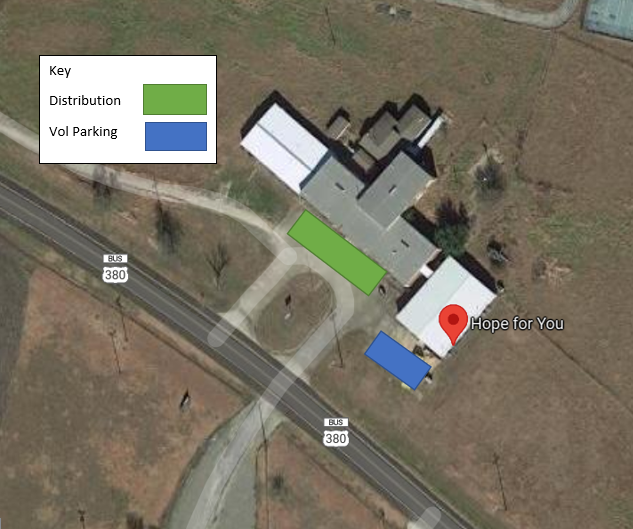 Key
Distribution
Vol Parking
BUS
380
Hope for You
BUS
380